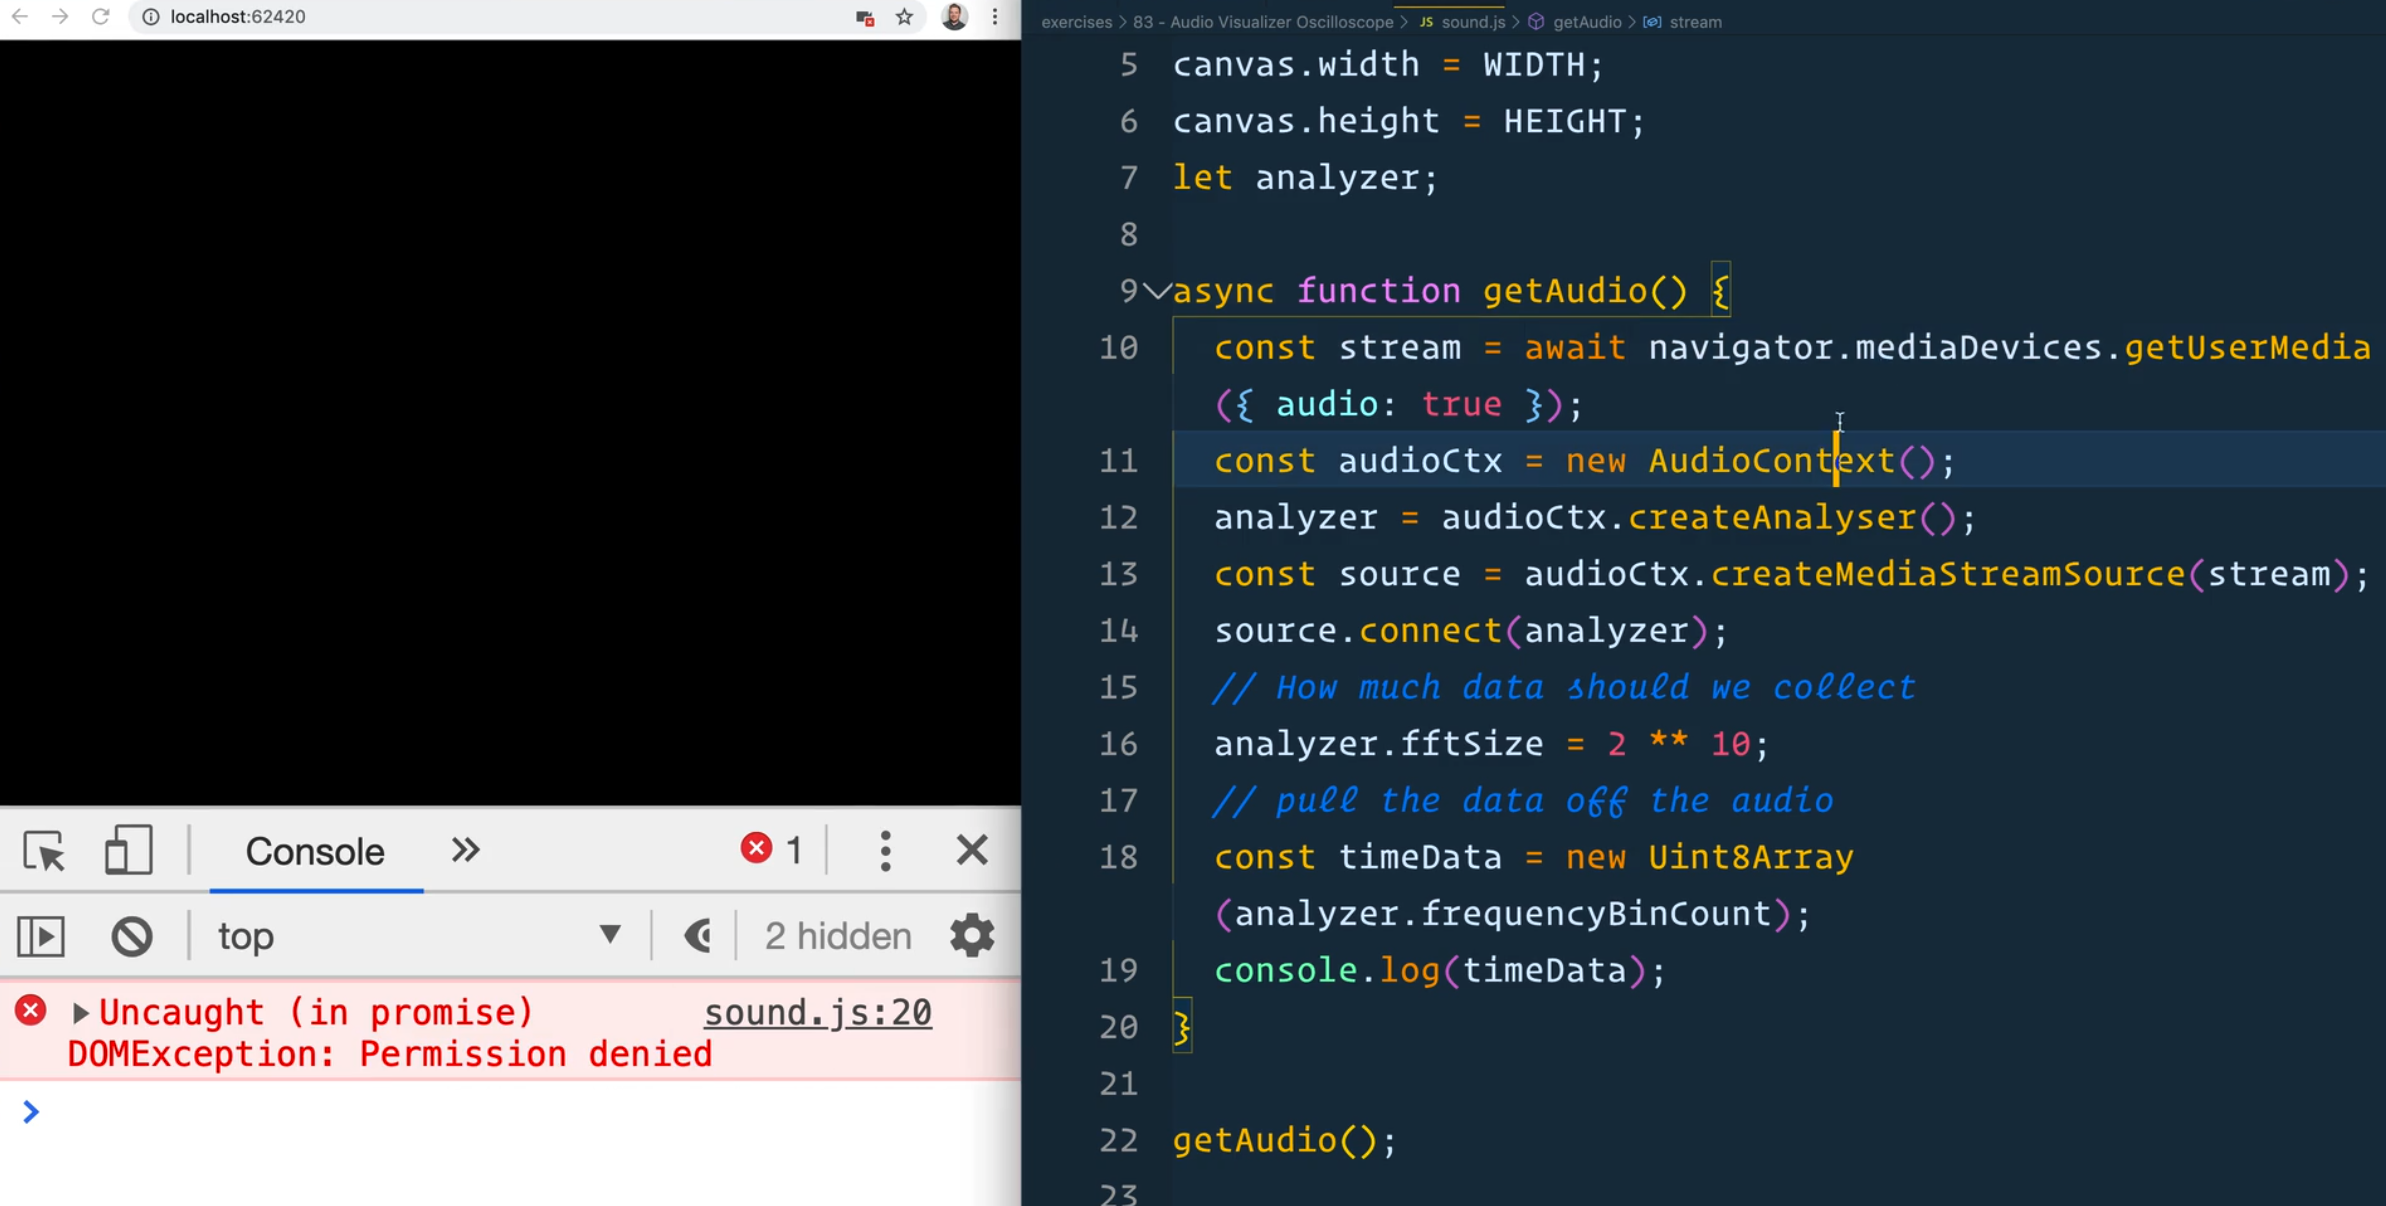 localhost:62420
Console
1
top
2 hidden
Uncaught (in promise) sound.js:20
DOMException: Permission denied
exercises > 83 - Audio Visualizer Oscilloscope > JS sound.js > getAudio > stream
5 canvas.width = WIDTH;
6 canvas.height = HEIGHT;
7 let analyzer;
8
9 async function getAudio() {
10 const stream = await navigator.mediaDevices.getUserMedia
({ audio: true });
11 const audioCtx = new AudioContext();
12 analyzer = audioCtx.createAnalyser();
13 const source = audioCtx.createMediaStreamSource(stream);
14 source.connect(analyzer);
15 // How much data should we collect
16 analyzer.fftSize = 2 ** 10;
17 // pull the data off the audio
18 const timeData = new Uint8Array
(analyzer.frequencyBinCount);
19 console.log(timeData);
20 }
21
22 getAudio();
23